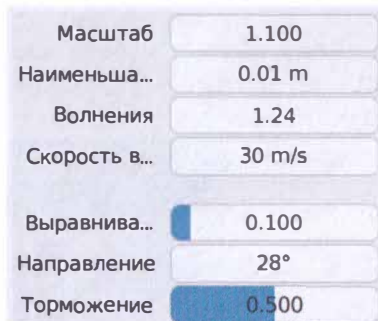 Масштаб 1.100
Наименьша... 0.01 m
Волнения 1.24
Скорость в... 30 m/s
Выравнива... 0.100
Направление 28°
Торможение 0.500